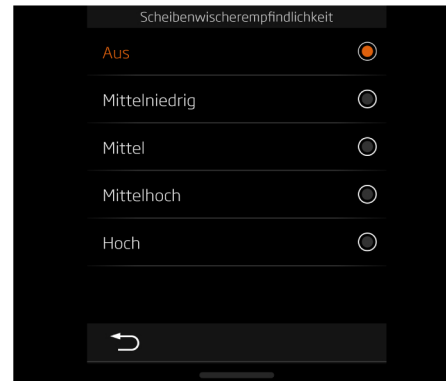 Scheibenwischerempfindlichkeit
Aus
Mittelniedrig
Mittel
Mittelhoch
Hoch